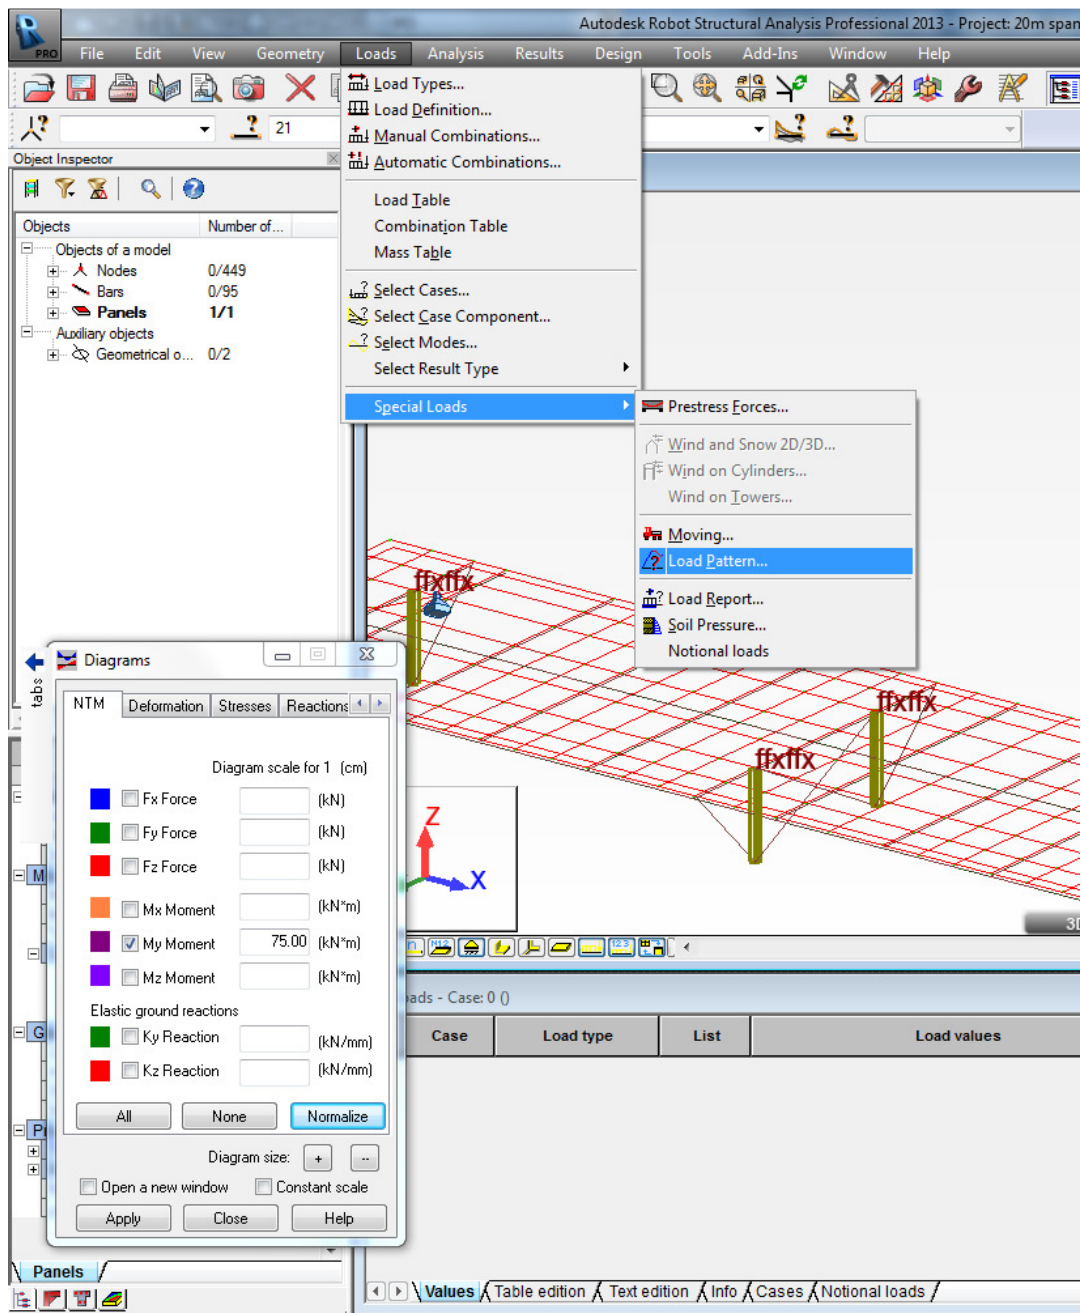 Autodesk Robot Structural Analysis Professional 2013 - Project: 20m span
PRO
File Edit View Geometry Loads Analysis Results Design Tools Add-Ins Window Help
21
Object Inspector
Objects Number of...
Objects of a model
Nodes 0/449
Bars 0/95
Panels 1/1
Auxiliary objects
Geometrical o... 0/2
Load Types...
Load Definition...
Manual Combinations...
Automatic Combinations...
Load Table
Combination Table
Mass Table
Select Cases...
Select Case Component...
Select Modes...
Select Result Type
Special Loads
Prestress Forces...
Wind and Snow 2D/3D...
Wind on Cylinders...
Wind on Towers...
Moving...
Load Pattern...
Load Report...
Soil Pressure...
Notional loads
ffxffx
ffxffx
ffxffx
Z
X
3D
tabs
Diagrams
NTM Deformation Stresses Reactions
Diagram scale for 1 (cm)
Fx Force (kN)
Fy Force (kN)
Fz Force (kN)
Mx Moment (kN*m)
My Moment 75.00 (kN*m)
Mz Moment (kN*m)
Elastic ground reactions
Ky Reaction (kN/mm)
Kz Reaction (kN/mm)
All None Normalize
Diagram size: + --
Open a new window Constant scale
Apply Close Help
M
G
Panels
ads - Case: 0 ()
Case Load type List Load values
Values Table edition Text edition Info Cases Notional loads